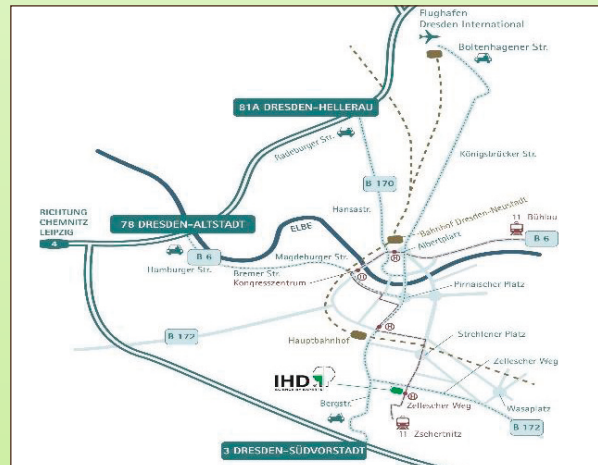 Flughafen
Dresden International
Boltenhagener Str.
81A DRESDEN-HELLERAU
Radeburger Str.
Königsbrücker Str.
B 170
Hansastr.
RICHTUNG
CHEMNITZ
LEIPZIG
4
78 DRESDEN-ALTSTADT
ELBE
Bahnhof Dresden-Neustadt
Albertplatz
11 Bühlau
B 6
B 6
Hamburger Str.
Magdeburger Str.
Bremer Str.
Kongresszentrum
H
H
Pirnaischer Platz
B 172
Hauptbahnhof
H
Strehlener Platz
Zellescher Weg
IHD
Bergstr.
H
Zellescher Weg
Wasaplatz
11 Zschertnitz
B 172
3 DRESDEN-SÜDVORSTADT